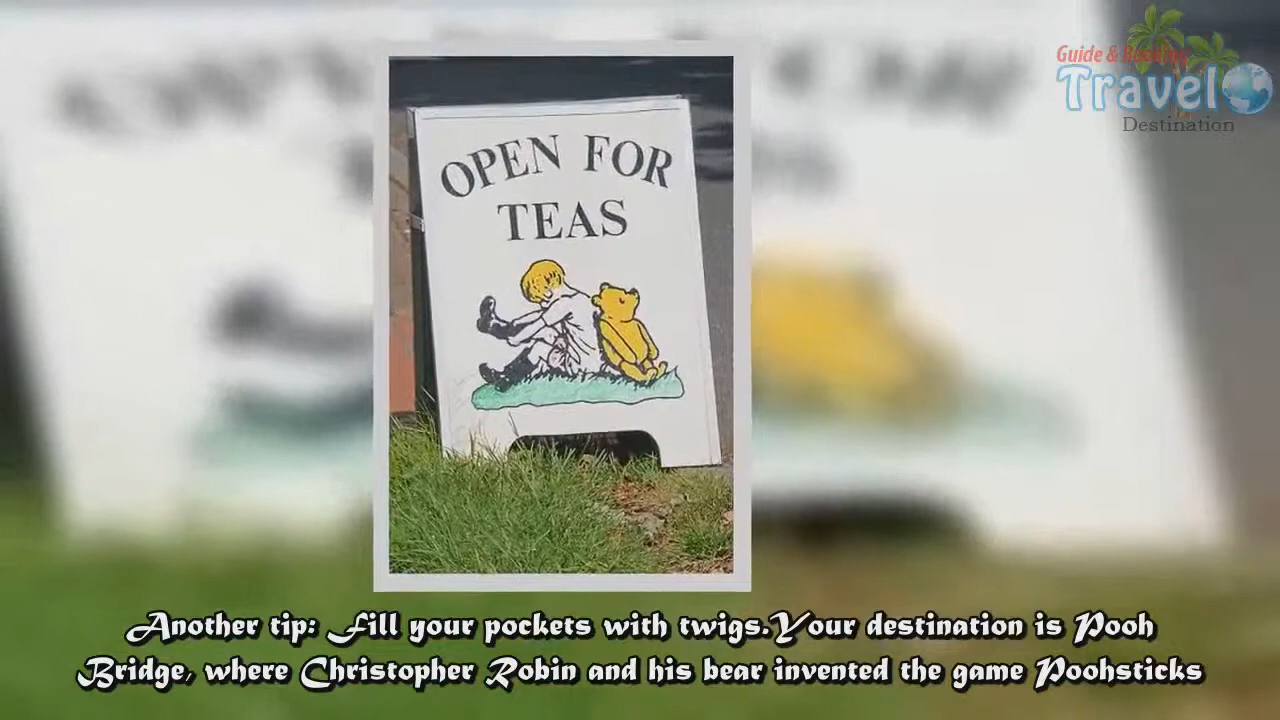 Guide & Booking
Travel
Destination
OPEN FOR
TEAS
Another tip: Fill your pockets with twigs.Your destination is Pooh
Bridge, where Christopher Robin and his bear invented the game Poohsticks